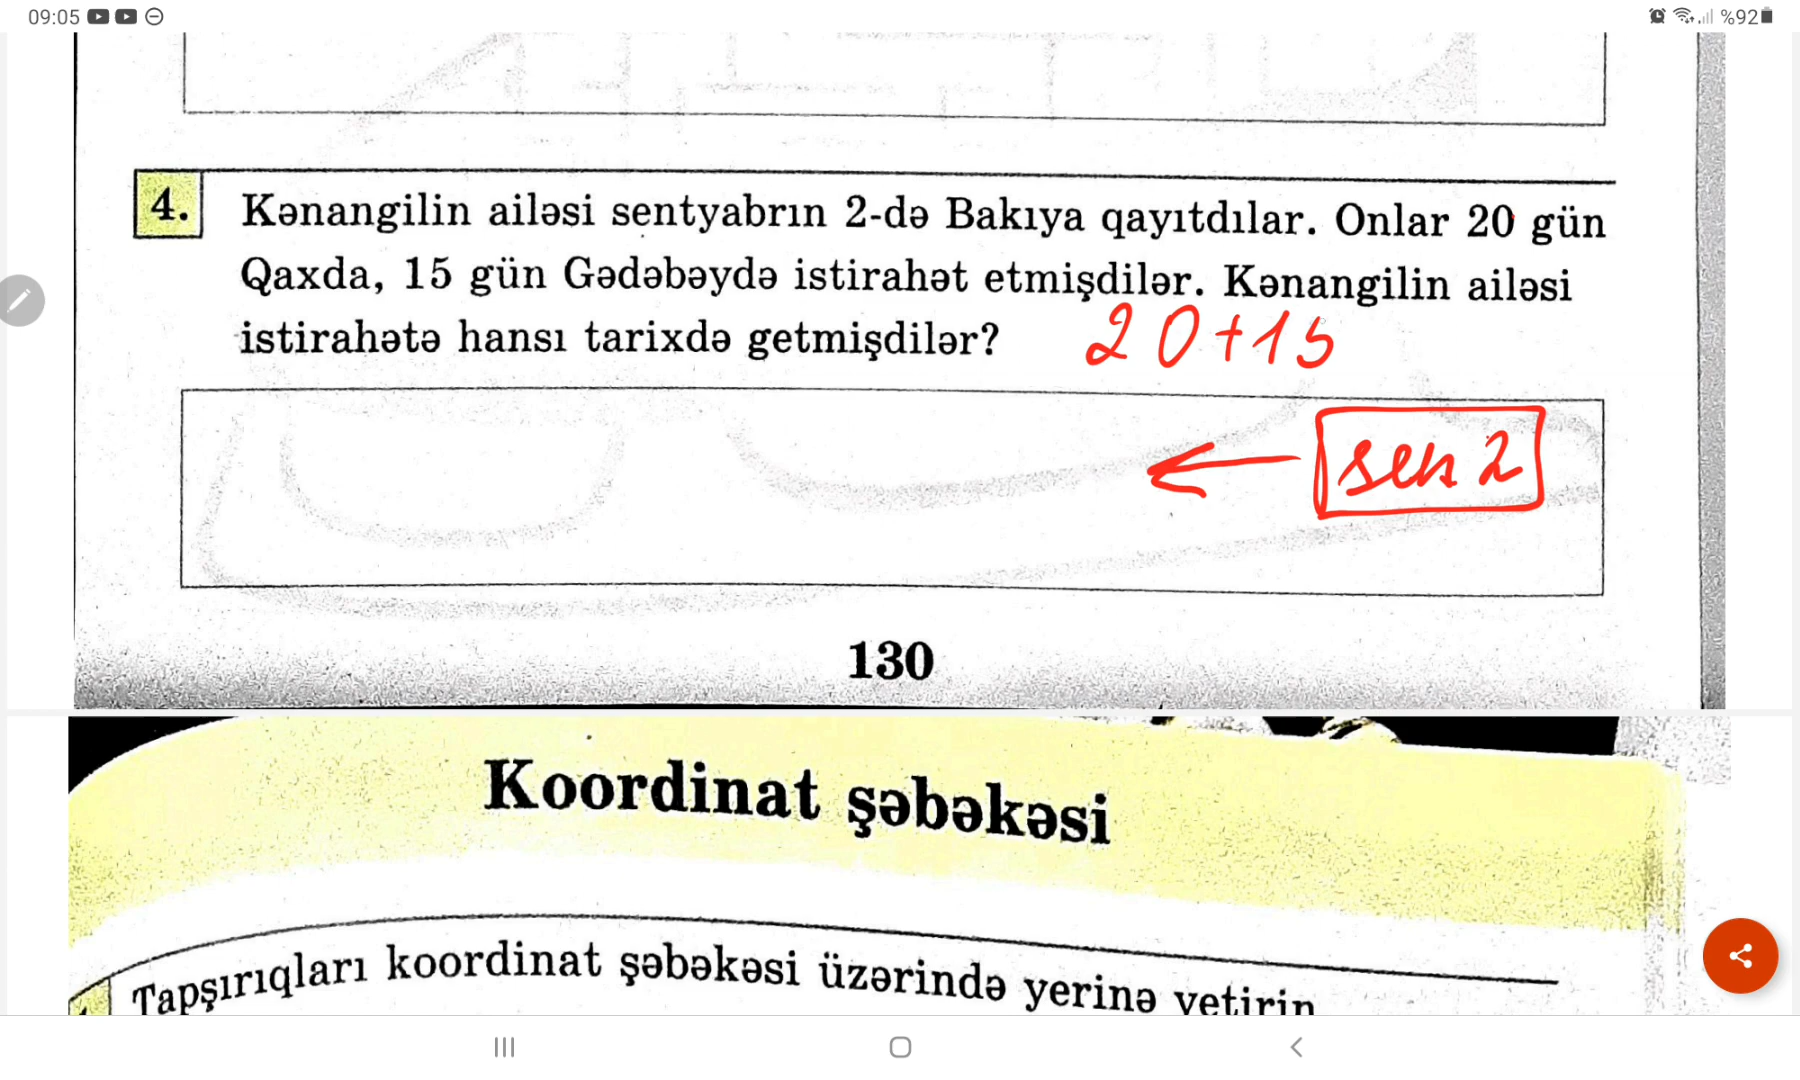 09:05
%92
4. Kənangilin ailəsi sentyabrın 2-də Bakıya qayıtdılar. Onlar 20 gün
Qaxda, 15 gün Gədəbəydə istirahət etmişdilər. Kənangilin ailəsi
istirahətə hansı tarixdə getmişdilər?
20+15
sen 2
130
Koordinat şəbəkəsi
Tapşırıqları koordinat şəbəkəsi üzərində yerinə yetirin